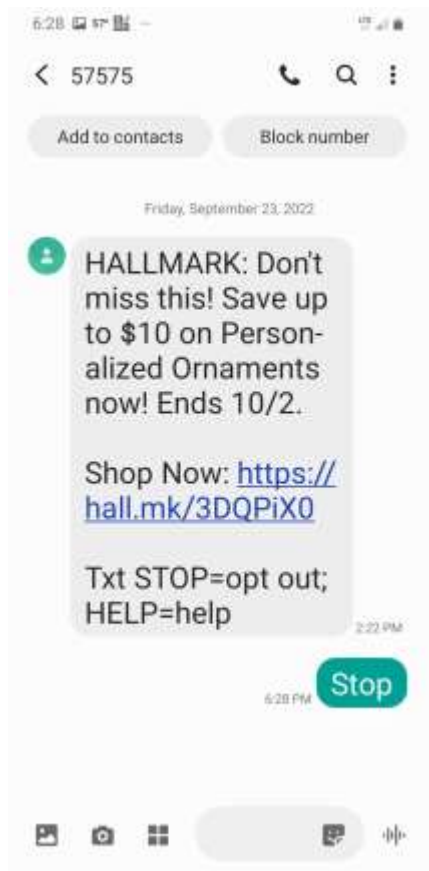 6:28 57°
57575
Add to contacts Block number
Friday, September 23, 2022
HALLMARK: Don't
miss this! Save up
to $10 on Person-
alized Ornaments
now! Ends 10/2.
Shop Now: https://
hall.mk/3DQPiX0
Txt STOP=opt out;
HELP=help
2:22 PM
Stop
6:28 PM